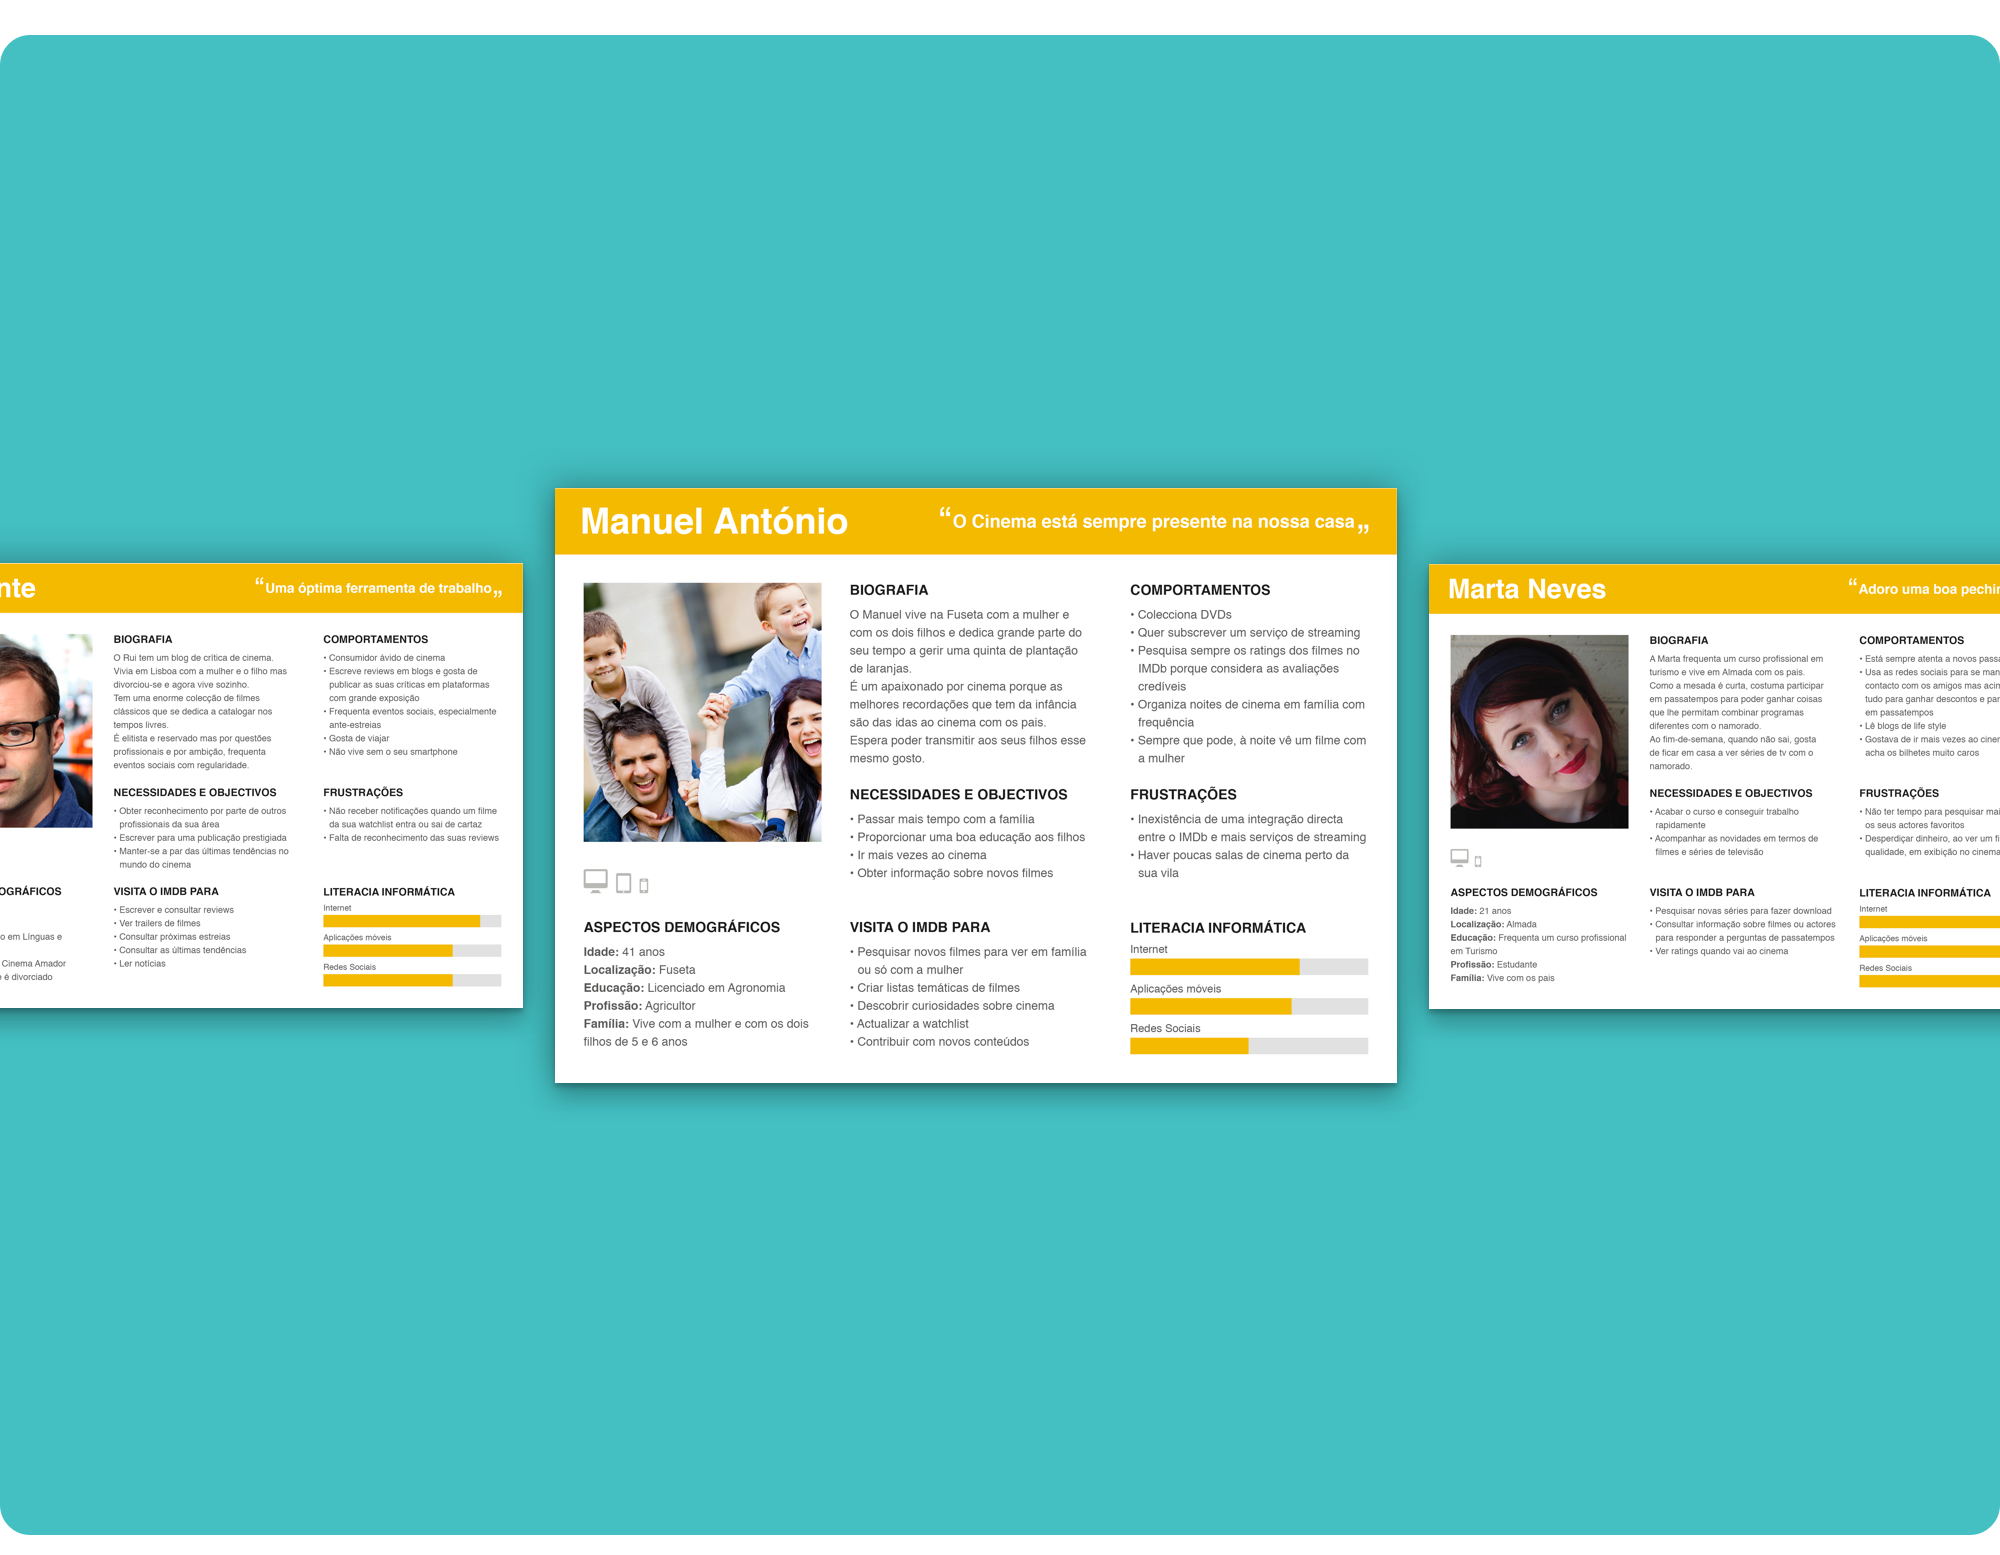 nte
“Uma óptima ferramenta de trabalho„
BIOGRAFIA
O Rui tem um blog de crítica de cinema.
Vivia em Lisboa com a mulher e o filho mas
divorciou-se e agora vive sozinho.
Tem uma enorme colecção de filmes
clássicos que se dedica a catalogar nos
tempos livres.
É elitista e reservado mas por questões
profissionais e por ambição, frequenta
eventos sociais com regularidade.
COMPORTAMENTOS
• Consumidor ávido de cinema
• Escreve reviews em blogs e gosta de
publicar as suas críticas em plataformas
com grande exposição
• Frequenta eventos sociais, especialmente
ante-estreias
• Gosta de viajar
• Não vive sem o seu smartphone
NECESSIDADES E OBJECTIVOS
• Obter reconhecimento por parte de outros
profissionais da sua área
• Escrever para uma publicação prestigiada
• Manter-se a par das últimas tendências no
mundo do cinema
FRUSTRAÇÕES
• Não receber notificações quando um filme
da sua watchlist entra ou sai de cartaz
• Falta de reconhecimento das suas reviews
OGRÁFICOS
o em Línguas e
Cinema Amador
e é divorciado
VISITA O IMDB PARA
• Escrever e consultar reviews
• Ver trailers de filmes
• Consultar próximas estreias
• Consultar as últimas tendências
• Ler notícias
LITERACIA INFORMÁTICA
Internet
Aplicações móveis
Redes Sociais
Manuel António
“O Cinema está sempre presente na nossa casa„
BIOGRAFIA
O Manuel vive na Fuseta com a mulher e
com os dois filhos e dedica grande parte do
seu tempo a gerir uma quinta de plantação
de laranjas.
É um apaixonado por cinema porque as
melhores recordações que tem da infância
são das idas ao cinema com os pais.
Espera poder transmitir aos seus filhos esse
mesmo gosto.
COMPORTAMENTOS
• Colecciona DVDs
• Quer subscrever um serviço de streaming
• Pesquisa sempre os ratings dos filmes no
IMDb porque considera as avaliações
credíveis
• Organiza noites de cinema em família com
frequência
• Sempre que pode, à noite vê um filme com
a mulher
NECESSIDADES E OBJECTIVOS
• Passar mais tempo com a família
• Proporcionar uma boa educação aos filhos
• Ir mais vezes ao cinema
• Obter informação sobre novos filmes
FRUSTRAÇÕES
• Inexistência de uma integração directa
entre o IMDb e mais serviços de streaming
• Haver poucas salas de cinema perto da
sua vila
ASPECTOS DEMOGRÁFICOS
Idade: 41 anos
Localização: Fuseta
Educação: Licenciado em Agronomia
Profissão: Agricultor
Família: Vive com a mulher e com os dois
filhos de 5 e 6 anos
VISITA O IMDB PARA
• Pesquisar novos filmes para ver em família
ou só com a mulher
• Criar listas temáticas de filmes
• Descobrir curiosidades sobre cinema
• Actualizar a watchlist
• Contribuir com novos conteúdos
LITERACIA INFORMÁTICA
Internet
Aplicações móveis
Redes Sociais
Marta Neves
“Adoro uma boa pechin
BIOGRAFIA
A Marta frequenta um curso profissional em
turismo e vive em Almada com os pais.
Como a mesada é curta, costuma participar
em passatempos para poder ganhar coisas
que lhe permitam combinar programas
diferentes com o namorado.
Ao fim-de-semana, quando não sai, gosta
de ficar em casa a ver séries de tv com o
namorado.
COMPORTAMENTOS
• Está sempre atenta a novos passa
• Usa as redes sociais para se man
contacto com os amigos mas acim
tudo para ganhar descontos e par
em passatempos
• Lê blogs de life style
• Gostava de ir mais vezes ao cinem
acha os bilhetes muito caros
NECESSIDADES E OBJECTIVOS
• Acabar o curso e conseguir trabalho
rapidamente
• Acompanhar as novidades em termos de
filmes e séries de televisão
FRUSTRAÇÕES
• Não ter tempo para pesquisar mai
os seus actores favoritos
• Desperdiçar dinheiro, ao ver um fi
qualidade, em exibição no cinema
ASPECTOS DEMOGRÁFICOS
Idade: 21 anos
Localização: Almada
Educação: Frequenta um curso profissional
em Turismo
Profissão: Estudante
Família: Vive com os pais
VISITA O IMDB PARA
• Pesquisar novas séries para fazer download
• Consultar informação sobre filmes ou actores
para responder a perguntas de passatempos
• Ver ratings quando vai ao cinema
LITERACIA INFORMÁTICA
Internet
Aplicações móveis
Redes Sociais